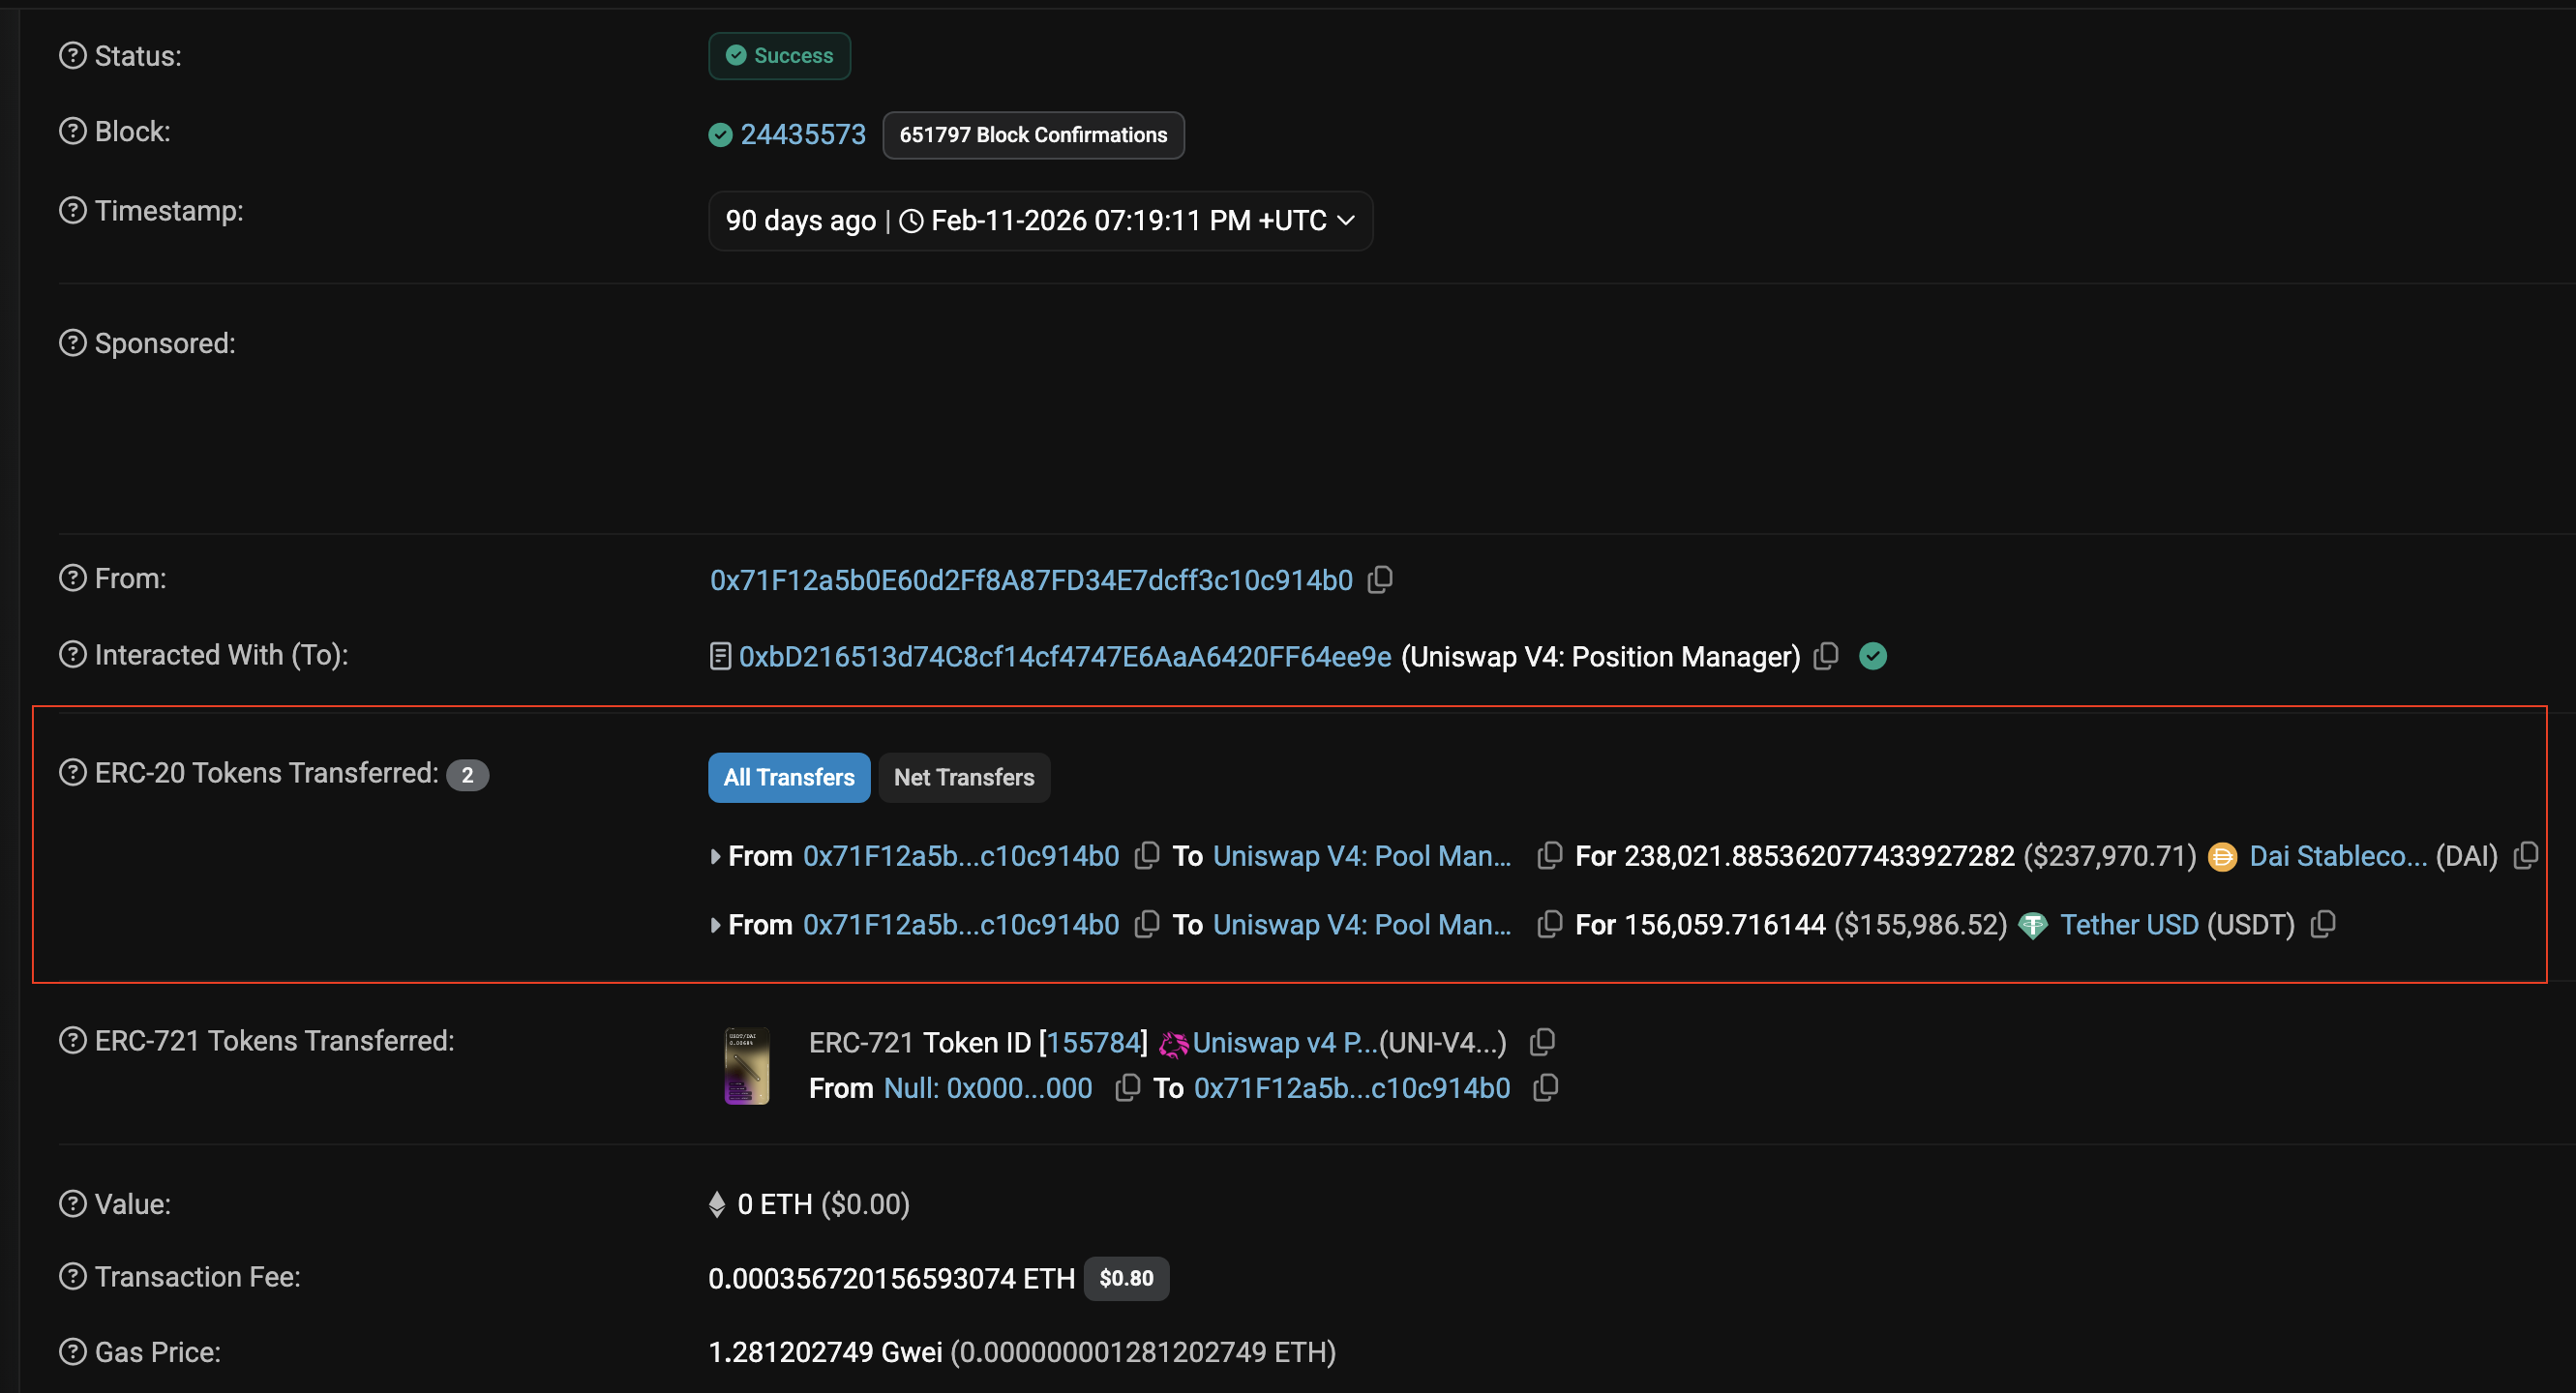 Status:
Success
Block:
24435573 651797 Block Confirmations
Timestamp:
90 days ago | Feb-11-2026 07:19:11 PM +UTC
Sponsored:
From:
0x71F12a5b0E60d2Ff8A87FD34E7dcff3c10c914b0
Interacted With (To):
0xbD216513d74C8cf14cf4747E6AaA6420FF64ee9e (Uniswap V4: Position Manager)
ERC-20 Tokens Transferred: 2
All Transfers Net Transfers
From 0x71F12a5b...c10c914b0 To Uniswap V4: Pool Man... For 238,021.885362077433927282 ($237,970.71) Dai Stableco... (DAI)
From 0x71F12a5b...c10c914b0 To Uniswap V4: Pool Man... For 156,059.716144 ($155,986.52) Tether USD (USDT)
ERC-721 Tokens Transferred:
ERC-721 Token ID [155784] Uniswap v4 P...(UNI-V4...)
From Null: 0x000...000 To 0x71F12a5b...c10c914b0
Value:
0 ETH ($0.00)
Transaction Fee:
0.000356720156593074 ETH $0.80
Gas Price:
1.281202749 Gwei (0.000000001281202749 ETH)